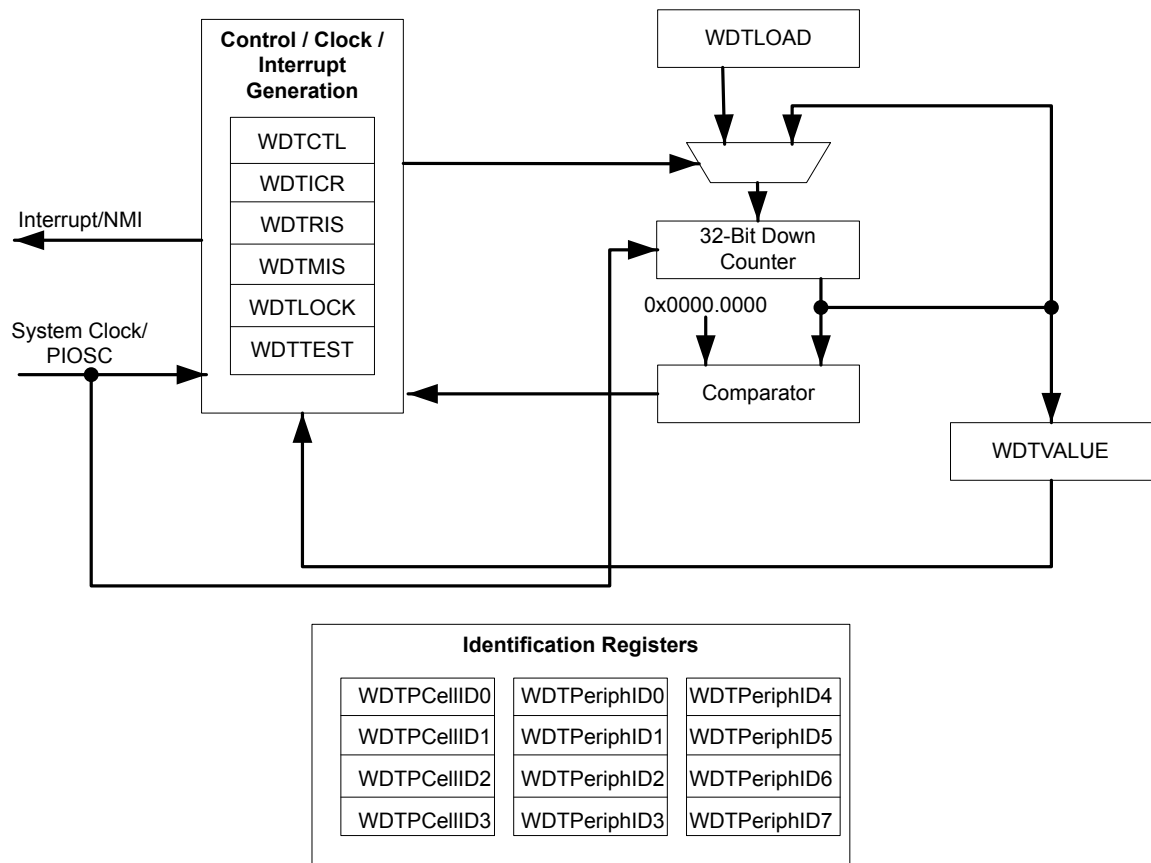 Control / Clock /
Interrupt
Generation
WDTCTL
WDTICR
WDTRIS
WDTMIS
WDTLOCK
WDTTEST
Interrupt/NMI
System Clock/
PIOSC
WDTLOAD
32-Bit Down
Counter
0x0000.0000
Comparator
WDTVALUE
Identification Registers
WDTPCellID0 WDTPeriphID0 WDTPeriphID4
WDTPCellID1 WDTPeriphID1 WDTPeriphID5
WDTPCellID2 WDTPeriphID2 WDTPeriphID6
WDTPCellID3 WDTPeriphID3 WDTPeriphID7